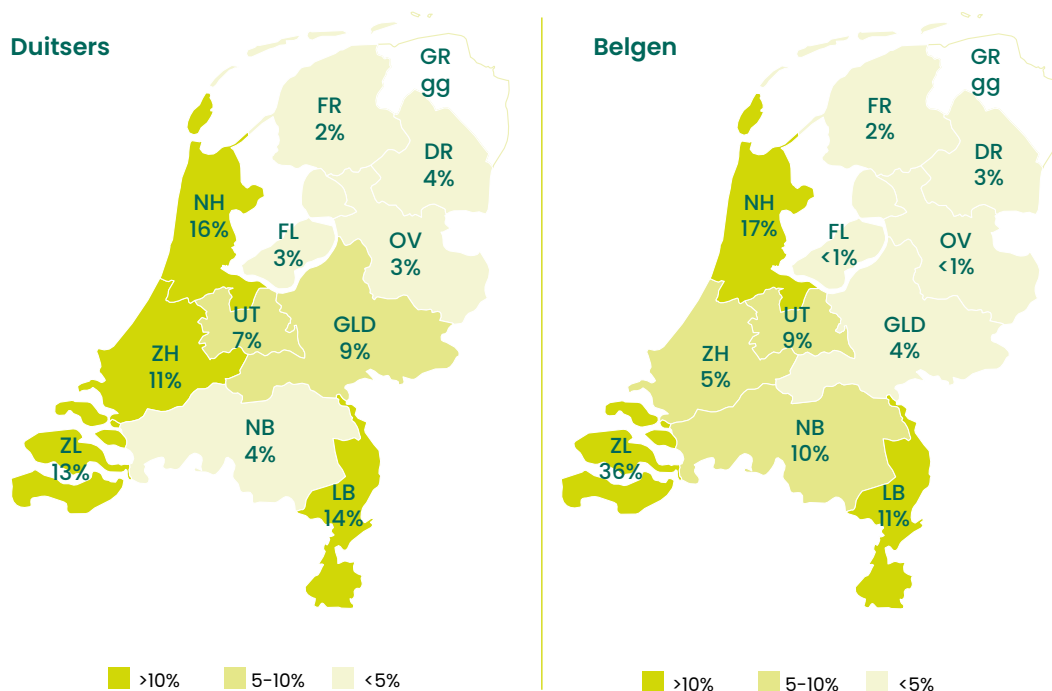 Duitsers
GR
gg
FR
2%
DR
4%
NH
16%
FL
3%
OV
3%
UT
7%
GLD
9%
ZH
11%
NB
4%
ZL
13%
LB
14%
>10%
5-10%
<5%
Belgen
GR
gg
FR
2%
DR
3%
NH
17%
FL
<1%
OV
<1%
UT
9%
GLD
4%
ZH
5%
NB
10%
ZL
36%
LB
11%
>10%
5-10%
<5%